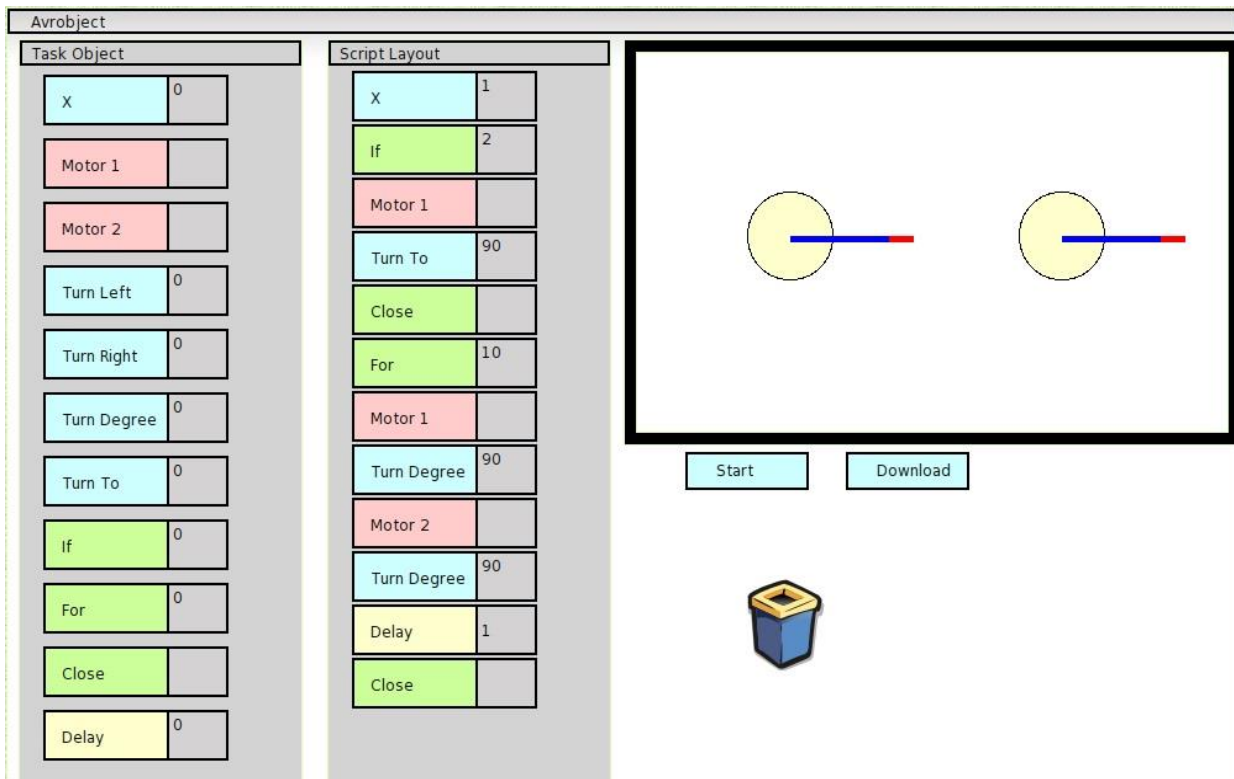 Avrobject
Task Object
X 0
Motor 1
Motor 2
Turn Left 0
Turn Right 0
Turn Degree 0
Turn To 0
If 0
For 0
Close
Delay 0
Script Layout
X 1
If 2
Motor 1
Turn To 90
Close
For 10
Motor 1
Turn Degree 90
Motor 2
Turn Degree 90
Delay 1
Close
Start
Download